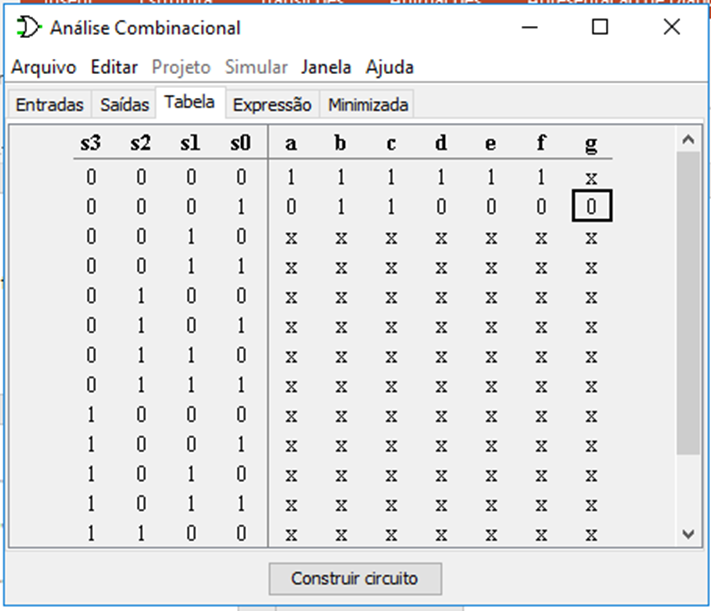 Análise Combinacional
Arquivo Editar Projeto Simular Janela Ajuda
Entradas Saídas Tabela Expressão Minimizada
s3 s2 s1 s0 a b c d e f g
0 0 0 0 1 1 1 1 1 1 x
0 0 0 1 0 1 1 0 0 0 0
0 0 1 0 x x x x x x x
0 0 1 1 x x x x x x x
0 1 0 0 x x x x x x x
0 1 0 1 x x x x x x x
0 1 1 0 x x x x x x x
0 1 1 1 x x x x x x x
1 0 0 0 x x x x x x x
1 0 0 1 x x x x x x x
1 0 1 0 x x x x x x x
1 0 1 1 x x x x x x x
1 1 0 0 x x x x x x x
Construir circuito